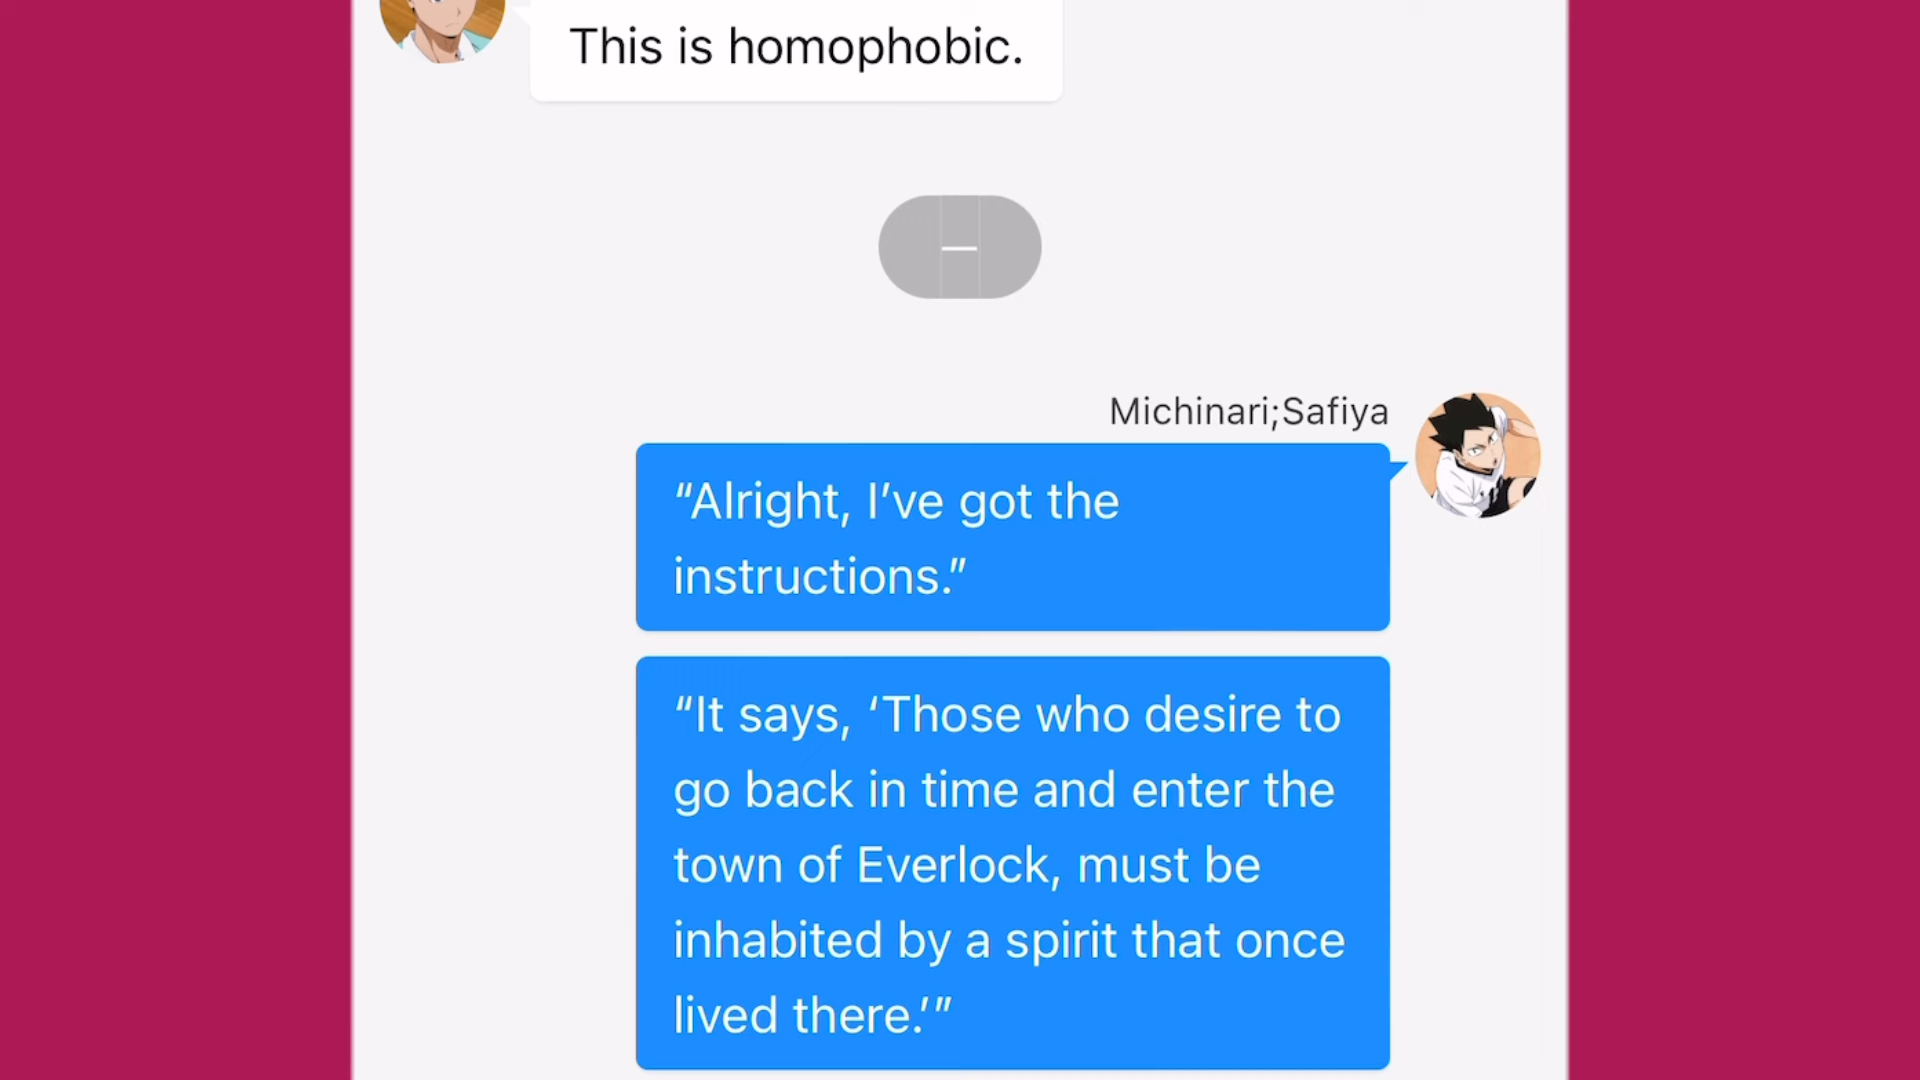 This is homophobic.
—
Michinari;Safiya
“Alright, I’ve got the
instructions.”
“It says, ‘Those who desire to
go back in time and enter the
town of Everlock, must be
inhabited by a spirit that once
lived there.’”